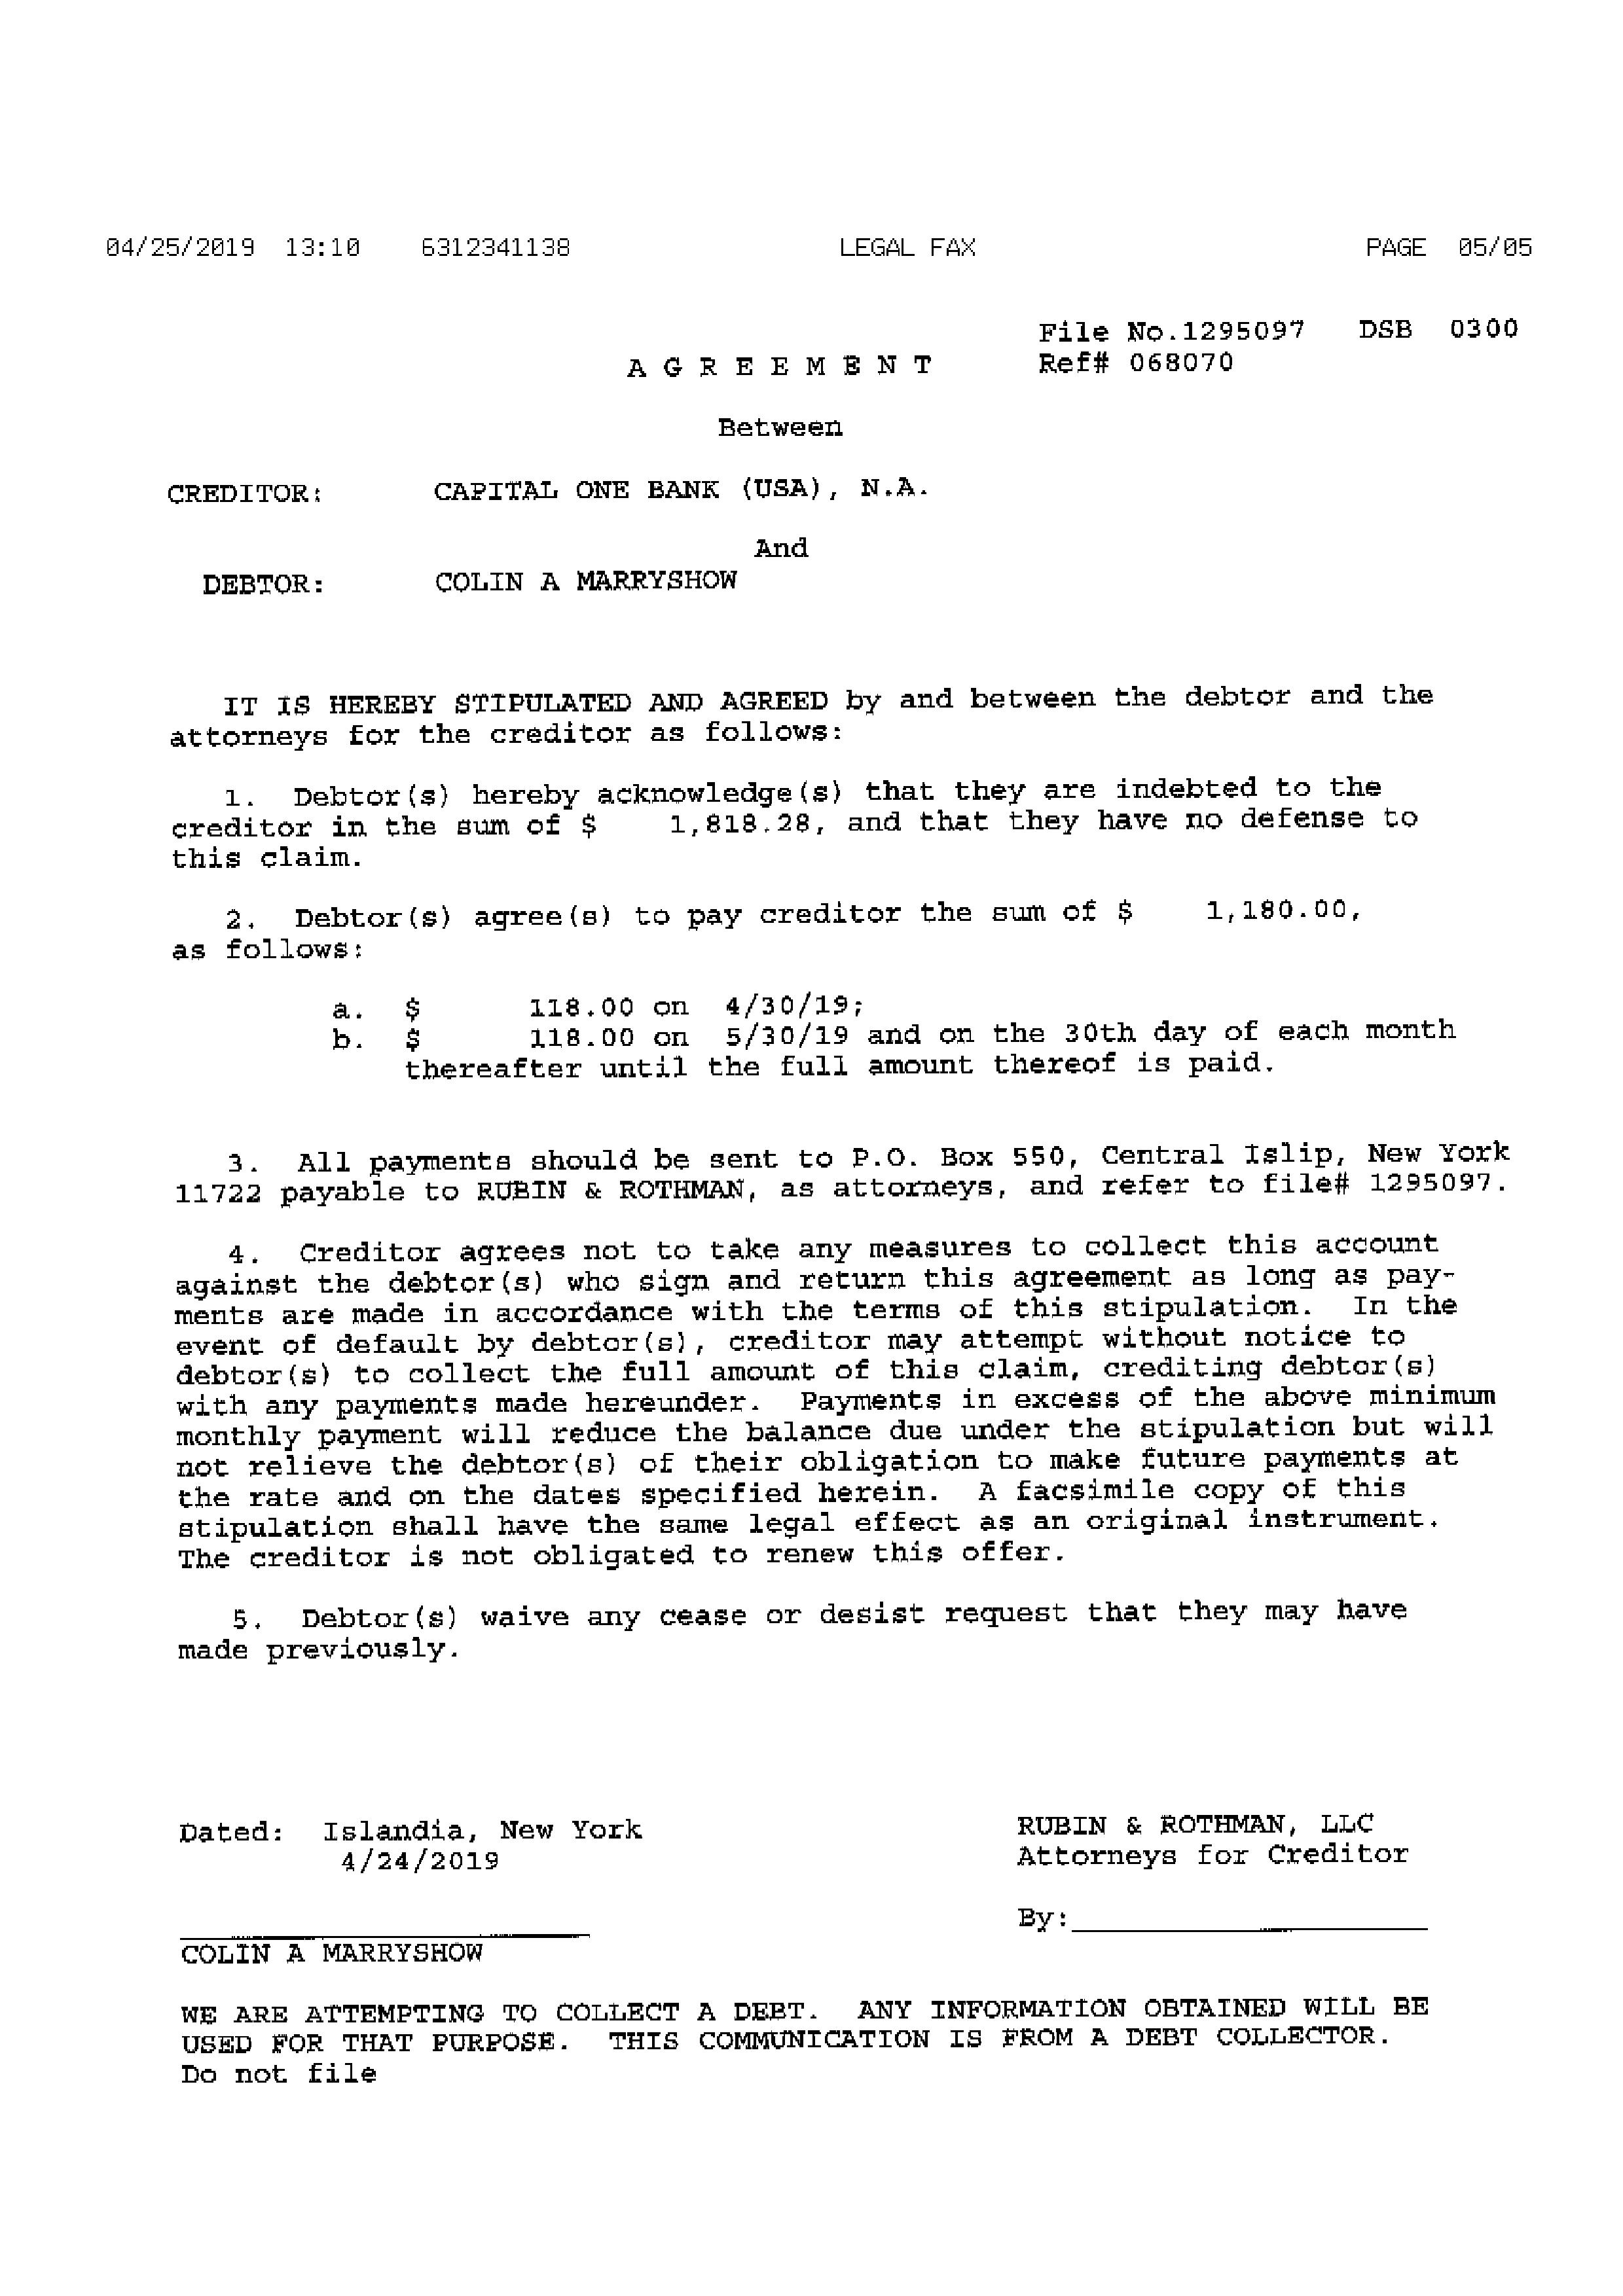 04/25/2019 13:10 6312341138 LEGAL FAX PAGE 05/05
File No.1295097 DSB 0300
A G R E E M E N T Ref# 068070
Between
CREDITOR: CAPITAL ONE BANK (USA), N.A.
And
DEBTOR: COLIN A MARRYSHOW
IT IS HEREBY STIPULATED AND AGREED by and between the debtor and the
attorneys for the creditor as follows:
1. Debtor(s) hereby acknowledge(s) that they are indebted to the
creditor in the sum of $ 1,818.28, and that they have no defense to
this claim.
2. Debtor(s) agree(s) to pay creditor the sum of $ 1,180.00,
as follows:
a. $ 118.00 on 4/30/19;
b. $ 118.00 on 5/30/19 and on the 30th day of each month
thereafter until the full amount thereof is paid.
3. All payments should be sent to P.O. Box 550, Central Islip, New York
11722 payable to RUBIN & ROTHMAN, as attorneys, and refer to file# 1295097.
4. Creditor agrees not to take any measures to collect this account
against the debtor(s) who sign and return this agreement as long as pay-
ments are made in accordance with the terms of this stipulation. In the
event of default by debtor(s), creditor may attempt without notice to
debtor(s) to collect the full amount of this claim, crediting debtor(s)
with any payments made hereunder. Payments in excess of the above minimum
monthly payment will reduce the balance due under the stipulation but will
not relieve the debtor(s) of their obligation to make future payments at
the rate and on the dates specified herein. A facsimile copy of this
stipulation shall have the same legal effect as an original instrument.
The creditor is not obligated to renew this offer.
5. Debtor(s) waive any cease or desist request that they may have
made previously.
Dated: Islandia, New York RUBIN & ROTHMAN, LLC
4/24/2019 Attorneys for Creditor
By:
COLIN A MARRYSHOW
WE ARE ATTEMPTING TO COLLECT A DEBT. ANY INFORMATION OBTAINED WILL BE
USED FOR THAT PURPOSE. THIS COMMUNICATION IS FROM A DEBT COLLECTOR.
Do not file